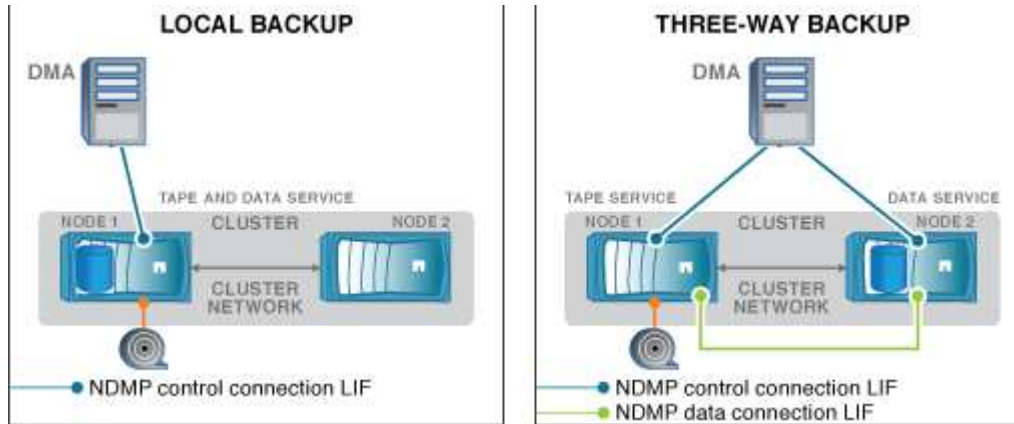 LOCAL BACKUP
DMA
TAPE AND DATA SERVICE
NODE 1
CLUSTER
NODE 2
CLUSTER
NETWORK
NDMP control connection LIF
THREE-WAY BACKUP
DMA
TAPE SERVICE
DATA SERVICE
NODE 1
CLUSTER
NODE 2
CLUSTER
NETWORK
NDMP control connection LIF
NDMP data connection LIF